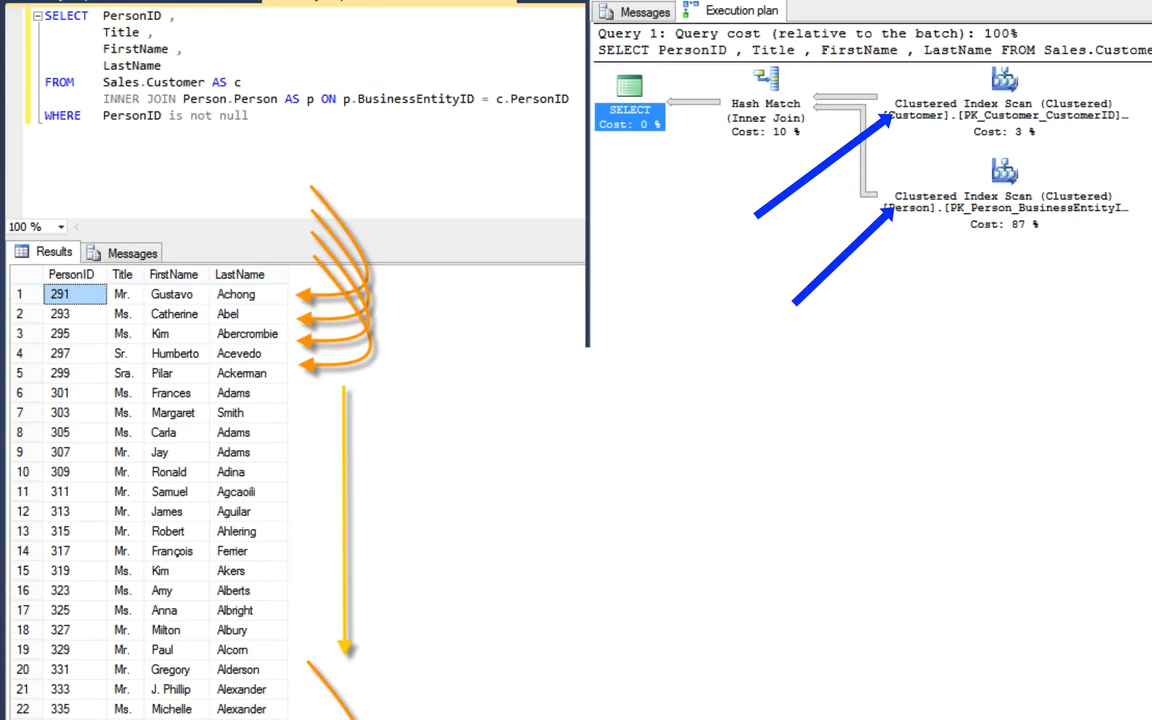 SELECT PersonID ,
Title ,
FirstName ,
LastName
FROM Sales.Customer AS c
INNER JOIN Person.Person AS p ON p.BusinessEntityID = c.PersonID
WHERE PersonID is not null
100 %
Results Messages
PersonID Title FirstName LastName
1 291 Mr. Gustavo Achong
2 293 Ms. Catherine Abel
3 295 Ms. Kim Abercrombie
4 297 Sr. Humberto Acevedo
5 299 Sra. Pilar Ackerman
6 301 Ms. Frances Adams
7 303 Ms. Margaret Smith
8 305 Ms. Carla Adams
9 307 Mr. Jay Adams
10 309 Mr. Ronald Adina
11 311 Mr. Samuel Agcaoili
12 313 Mr. James Aguilar
13 315 Mr. Robert Ahlering
14 317 Mr. François Ferrier
15 319 Ms. Kim Akers
16 323 Ms. Amy Alberts
17 325 Ms. Anna Albright
18 327 Mr. Milton Albury
19 329 Mr. Paul Alcorn
20 331 Mr. Gregory Alderson
21 333 Mr. J. Phillip Alexander
22 335 Ms. Michelle Alexander
Messages Execution plan
Query 1: Query cost (relative to the batch): 100%
SELECT PersonID , Title , FirstName , LastName FROM Sales.Custome
SELECT
Cost: 0 %
Hash Match
(Inner Join)
Cost: 10 %
Clustered Index Scan (Clustered)
[Customer].[PK_Customer_CustomerID]…
Cost: 3 %
Clustered Index Scan (Clustered)
[Person].[PK_Person_BusinessEntityI…
Cost: 87 %